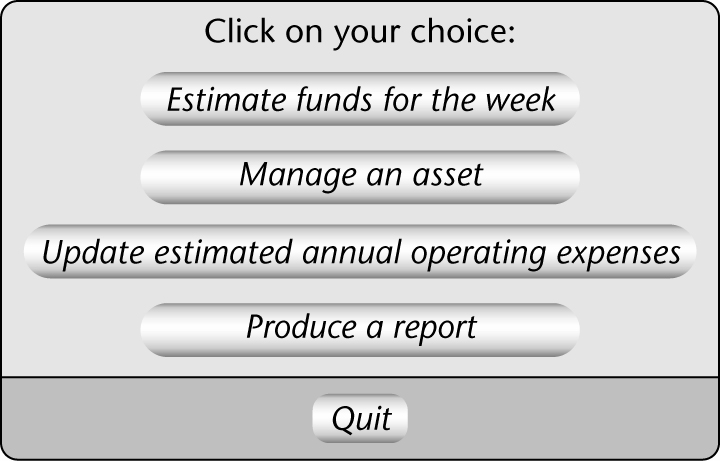 Click on your choice:
Estimate funds for the week
Manage an asset
Update estimated annual operating expenses
Produce a report
Quit